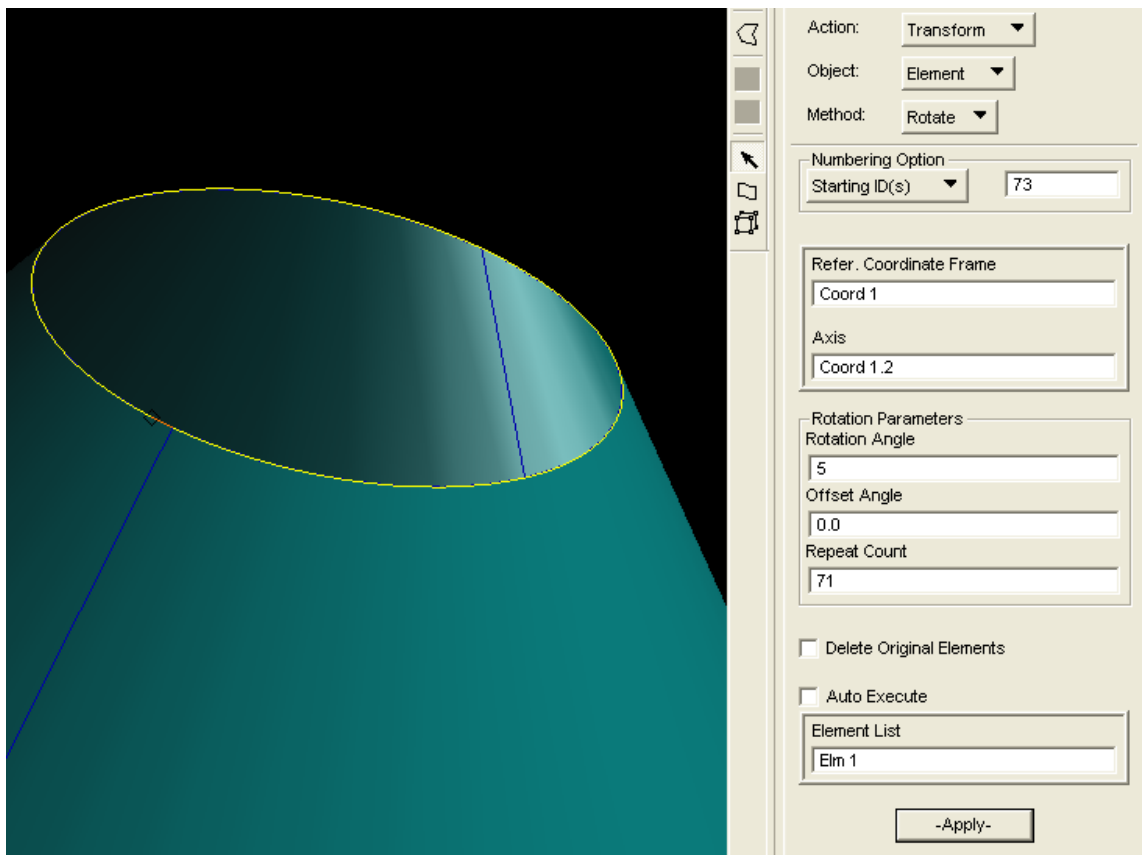 Action:
Transform
Object:
Element
Method:
Rotate
Numbering Option
Starting ID(s)
73
Refer. Coordinate Frame
Coord 1
Axis
Coord 1.2
Rotation Parameters
Rotation Angle
5
Offset Angle
0.0
Repeat Count
71
Delete Original Elements
Auto Execute
Element List
Elm 1
-Apply-